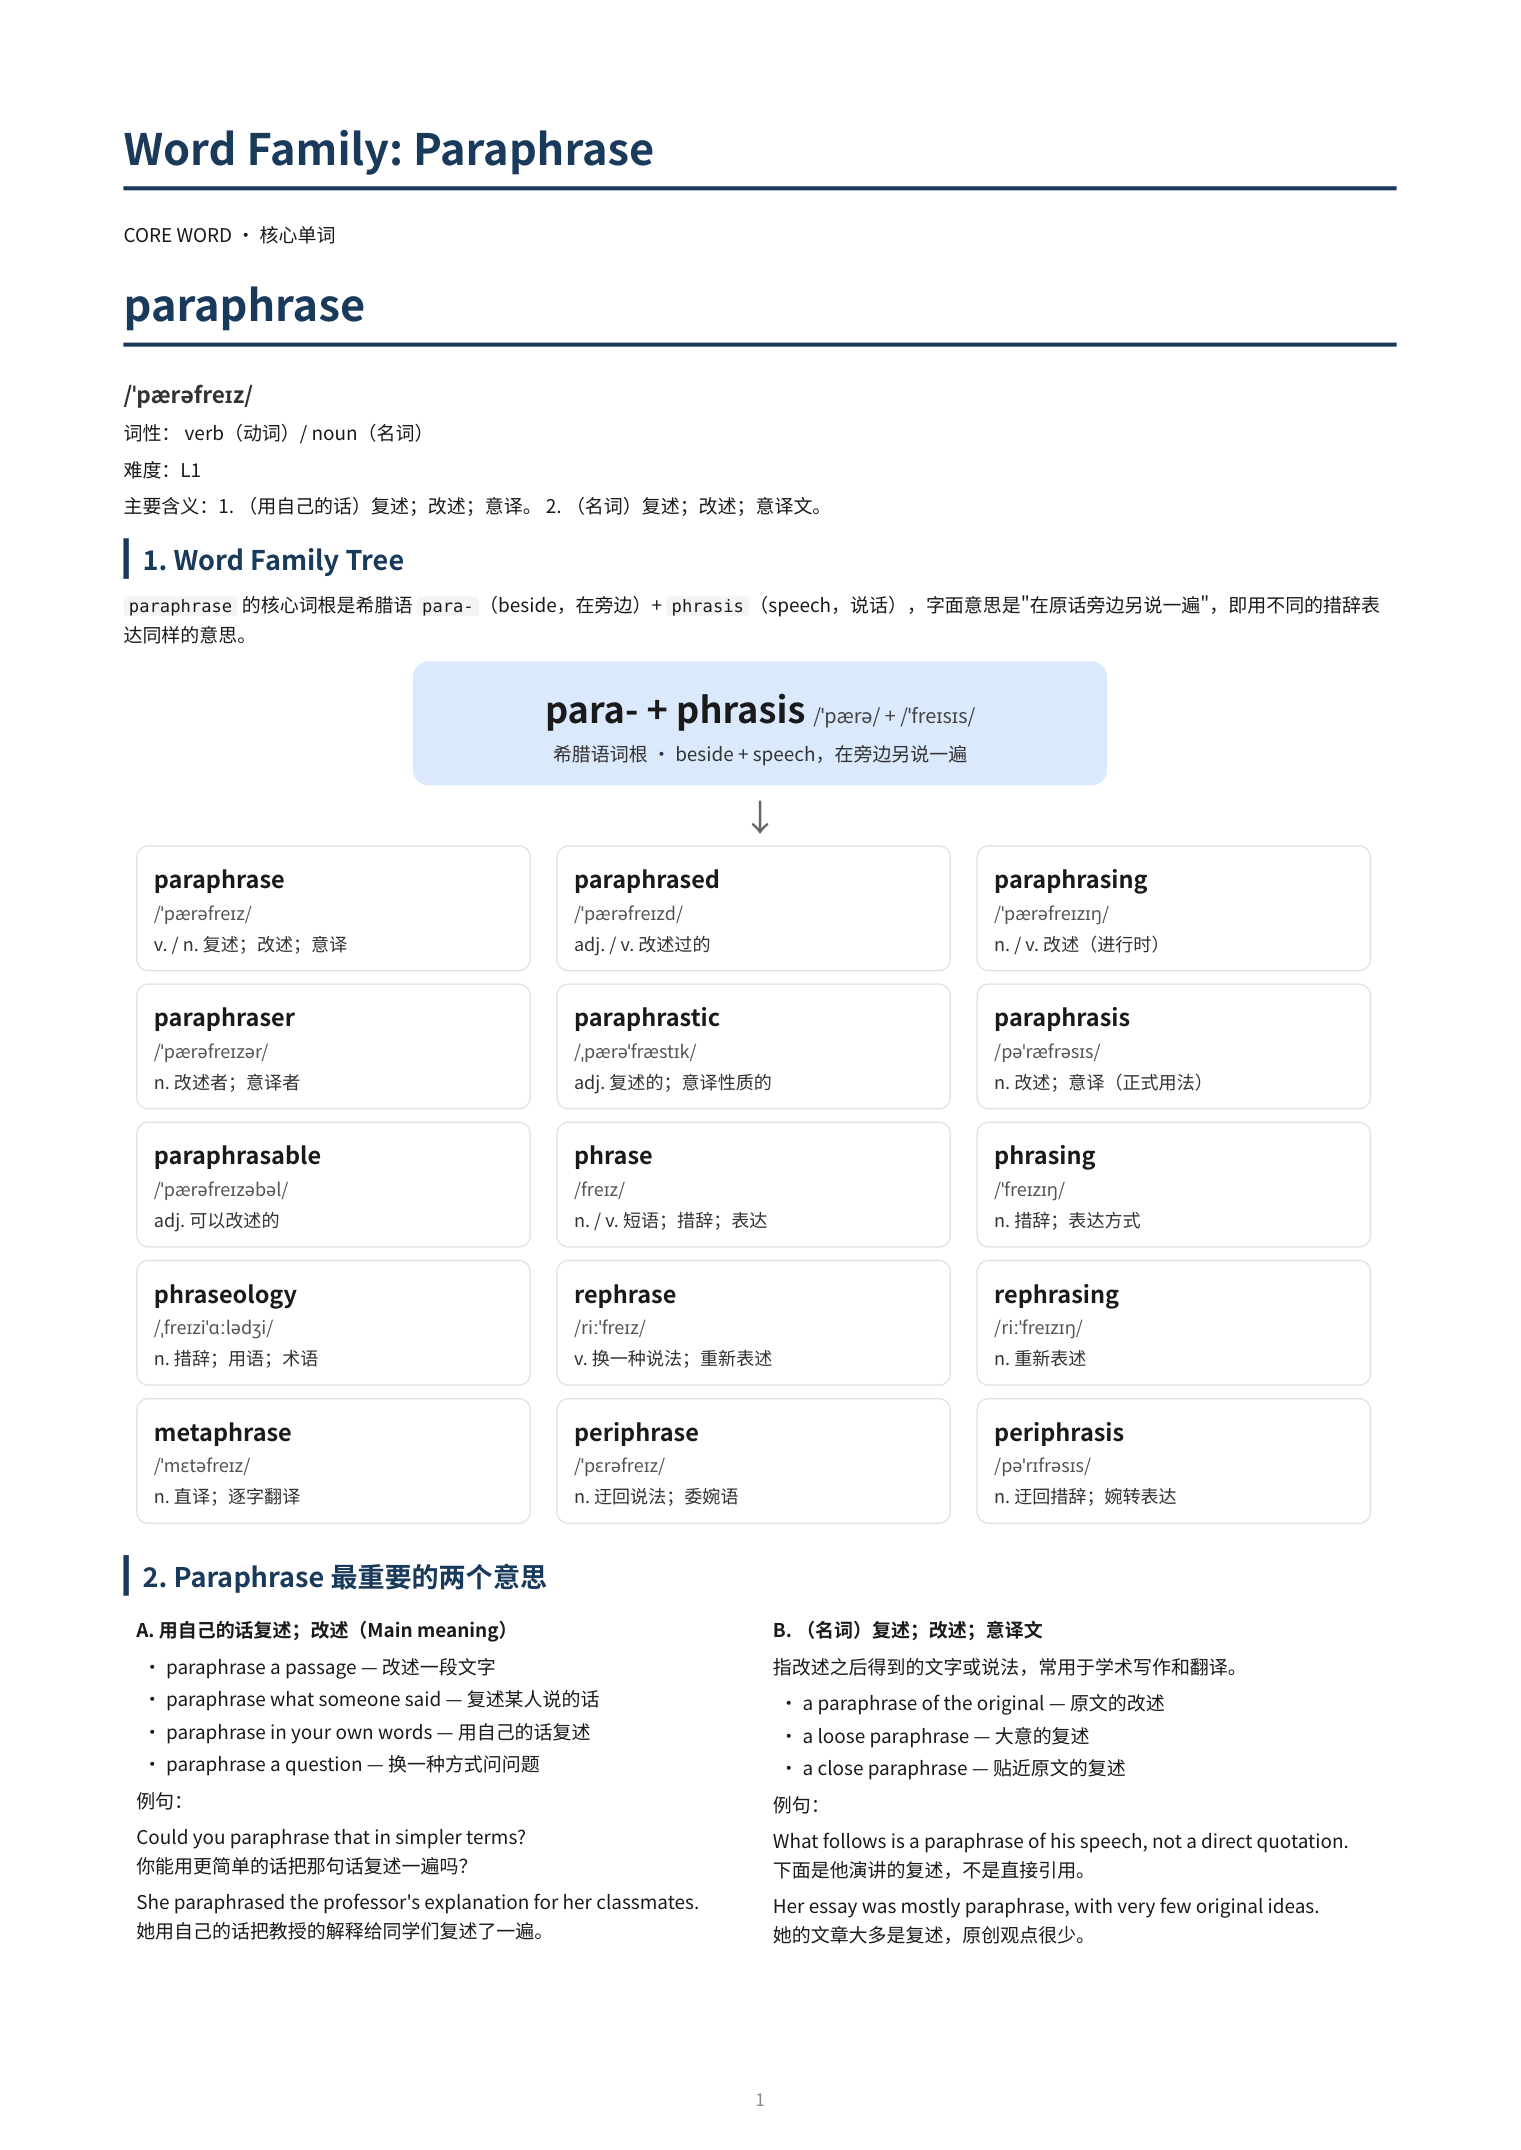 Word Family: Paraphrase
CORE WORD • 核心单词
paraphrase
/ˈpærəfreɪz/
词性： verb（动词）/ noun（名词）
难度：L1
主要含义：1. （用自己的话）复述；改述；意译。 2. （名词）复述；改述；意译文。
1. Word Family Tree
paraphrase 的核心词根是希腊语 para-（beside，在旁边）+ phrasis（speech，说话），字面意思是"在原话旁边另说一遍"，即用不同的措辞表
达同样的意思。
para- + phrasis /ˈpærə/ + /ˈfreɪsɪs/
希腊语词根 • beside + speech，在旁边另说一遍
↓
paraphrase
/ˈpærəfreɪz/
v. / n. 复述；改述；意译
paraphrased
/ˈpærəfreɪzd/
adj. / v. 改述过的
paraphrasing
/ˈpærəfreɪzɪŋ/
n. / v. 改述（进行时）
paraphraser
/ˈpærəfreɪzər/
n. 改述者；意译者
paraphrastic
/ˌpærəˈfræstɪk/
adj. 复述的；意译性质的
paraphrasis
/pəˈræfrəsɪs/
n. 改述；意译（正式用法）
paraphrasable
/ˈpærəfreɪzəbəl/
adj. 可以改述的
phrase
/freɪz/
n. / v. 短语；措辞；表达
phrasing
/ˈfreɪzɪŋ/
n. 措辞；表达方式
phraseology
/ˌfreɪziˈɑːlədʒi/
n. 措辞；用语；术语
rephrase
/riːˈfreɪz/
v. 换一种说法；重新表述
rephrasing
/riːˈfreɪzɪŋ/
n. 重新表述
metaphrase
/ˈmɛtəfreɪz/
n. 直译；逐字翻译
periphrase
/ˈpɛrəfreɪz/
n. 迂回说法；委婉语
periphrasis
/pəˈrɪfrəsɪs/
n. 迂回措辞；婉转表达
2. Paraphrase 最重要的两个意思
A. 用自己的话复述；改述（Main meaning）
• paraphrase a passage — 改述一段文字
• paraphrase what someone said — 复述某人说的话
• paraphrase in your own words — 用自己的话复述
• paraphrase a question — 换一种方式问问题
例句：
Could you paraphrase that in simpler terms?
你能用更简单的话把那句话复述一遍吗？
She paraphrased the professor's explanation for her classmates.
她用自己的话把教授的解释给同学们复述了一遍。
B. （名词）复述；改述；意译文
指改述之后得到的文字或说法，常用于学术写作和翻译。
• a paraphrase of the original — 原文的改述
• a loose paraphrase — 大意的复述
• a close paraphrase — 贴近原文的复述
例句：
What follows is a paraphrase of his speech, not a direct quotation.
下面是他演讲的复述，不是直接引用。
Her essay was mostly paraphrase, with very few original ideas.
她的文章大多是复述，原创观点很少。
1